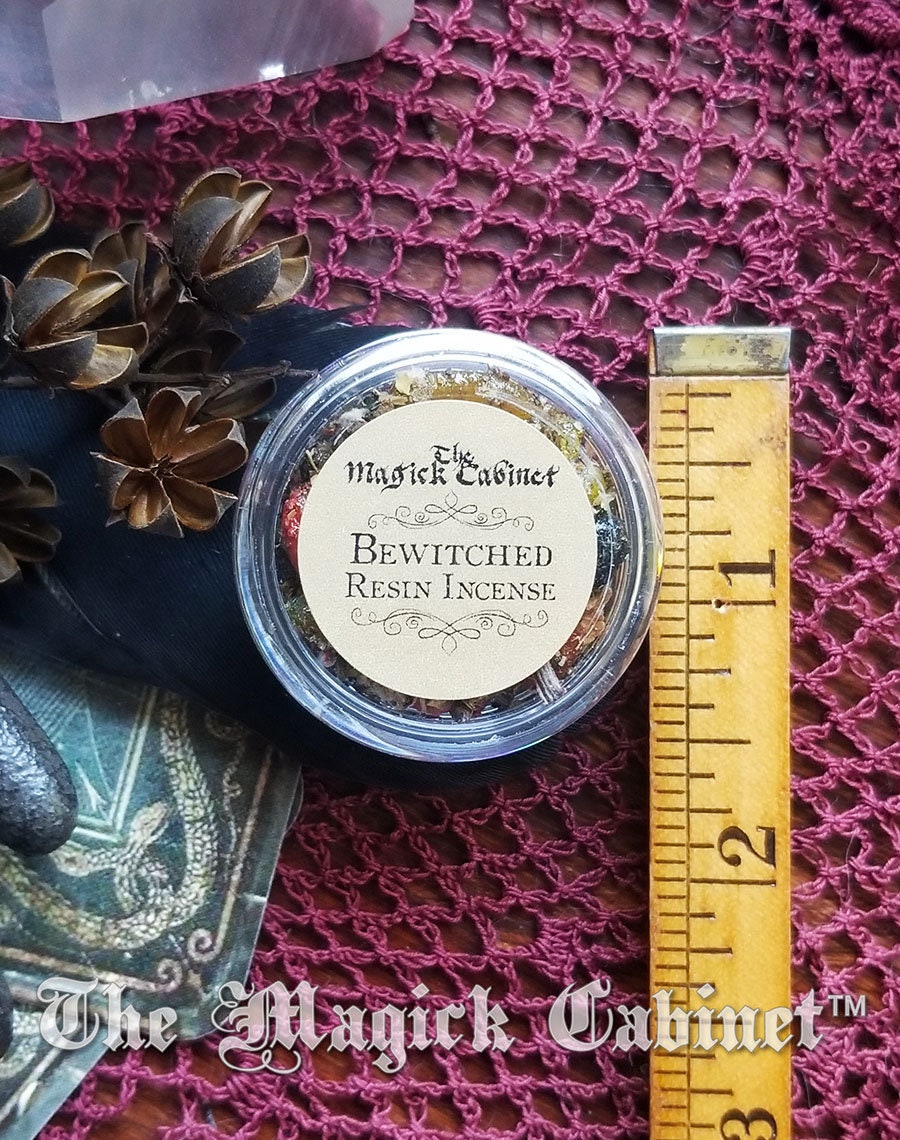 The
Magick Cabinet
BEWITCHED
RESIN INCENSE
1
2
3
The Magick Cabinet™